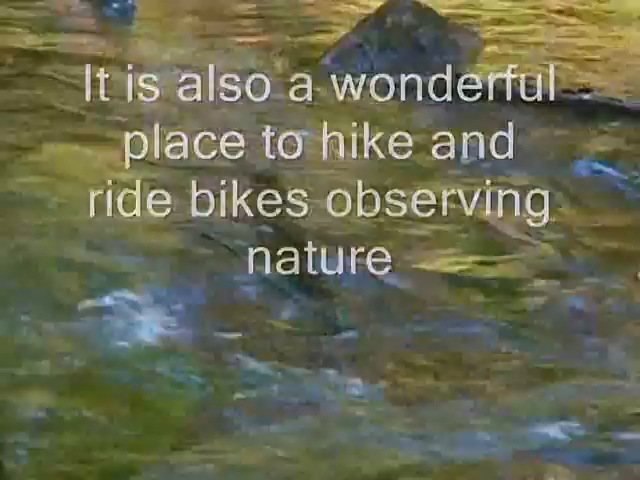 It is also a wonderful
place to hike and
ride bikes observing
nature